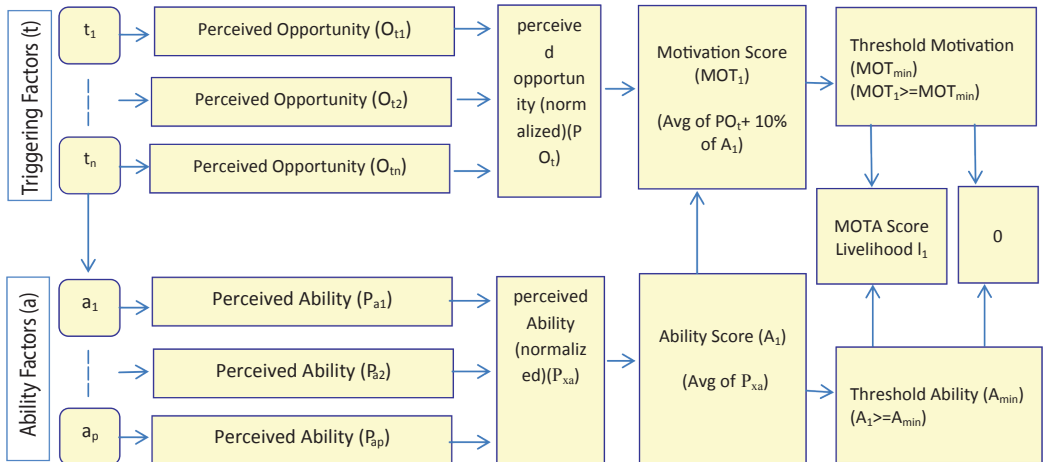 Triggering Factors (t)
t1
Perceived Opportunity (Ot1)
Perceived Opportunity (Ot2)
tn
Perceived Opportunity (Otn)
perceive
d
opportun
ity (norm
alized)(P
Ot)
Motivation Score
(MOT1)
(Avg of POt+ 10%
of A1)
Threshold Motivation
(MOTmin)
(MOT1>=MOTmin)
MOTA Score
Livelihood l1
0
Ability Factors (a)
a1
Perceived Ability (Pa1)
Perceived Ability (Pa2)
ap
Perceived Ability (Pap)
perceived
Ability
(normaliz
ed)(Pxa)
Ability Score (A1)
(Avg of Pxa)
Threshold Ability (Amin)
(A1>=Amin)